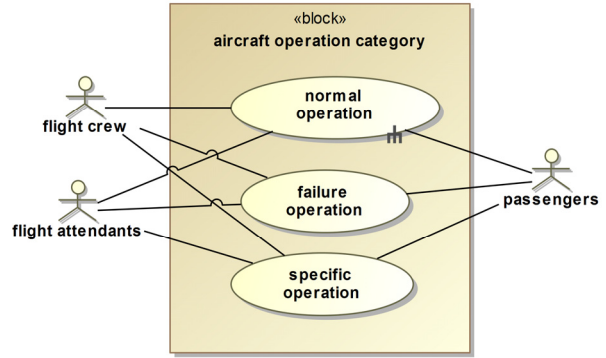 «block»
aircraft operation category
normal
operation
flight crew
failure
operation
passengers
flight attendants
specific
operation